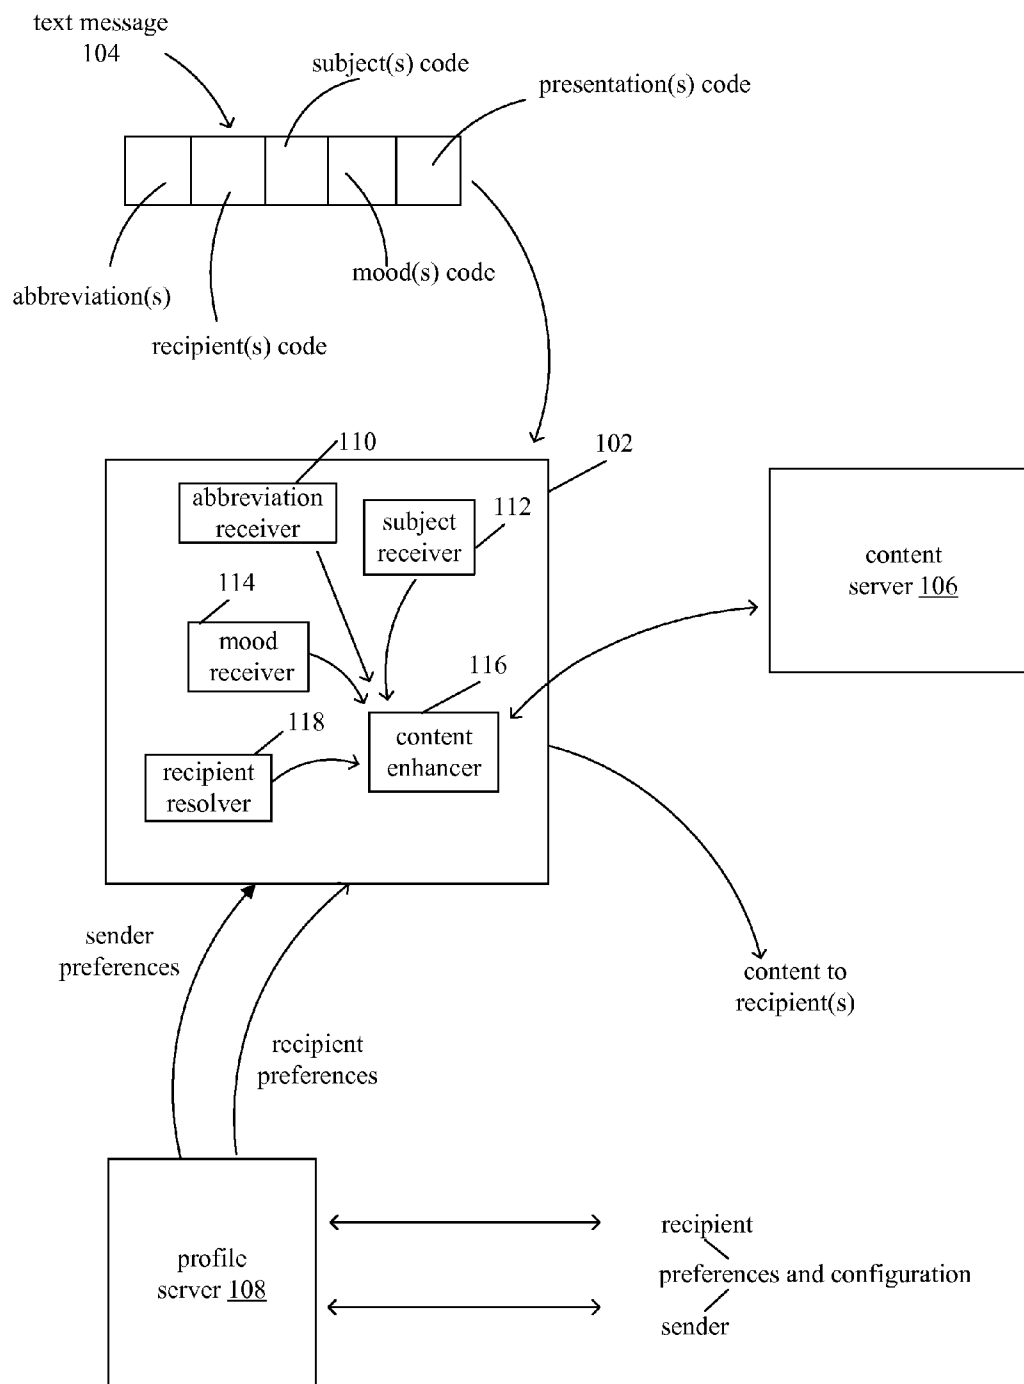 text message
104
subject(s) code
presentation(s) code
mood(s) code
abbreviation(s)
recipient(s) code
110
102
abbreviation
receiver
112
subject
receiver
content
server 106
114
mood
receiver
116
118
content
enhancer
recipient
resolver
sender
preferences
content to
recipient(s)
recipient
preferences
profile
server 108
recipient
preferences and configuration
sender